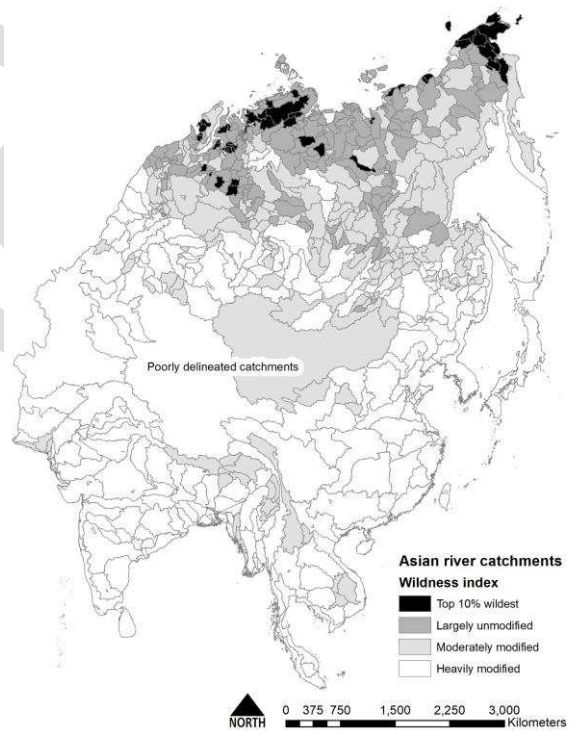 Poorly delineated catchments
Asian river catchments
Wildness index
Top 10% wildest
Largely unmodified
Moderately modified
Heavily modified
NORTH
0 375 750 1,500 2,250 3,000
Kilometers